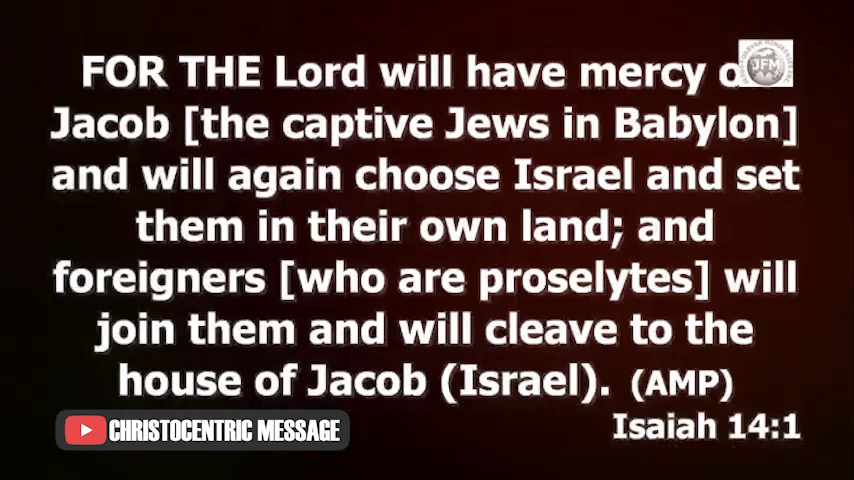 FOR THE Lord will have mercy
Jacob [the captive Jews in Babylon]
and will again choose Israel and set
them in their own land; and
foreigners [who are proselytes] will
join them and will cleave to the
house of Jacob (Israel). (AMP)
Isaiah 14:1
CHRISTOCENTRIC MESSAGE
JFM